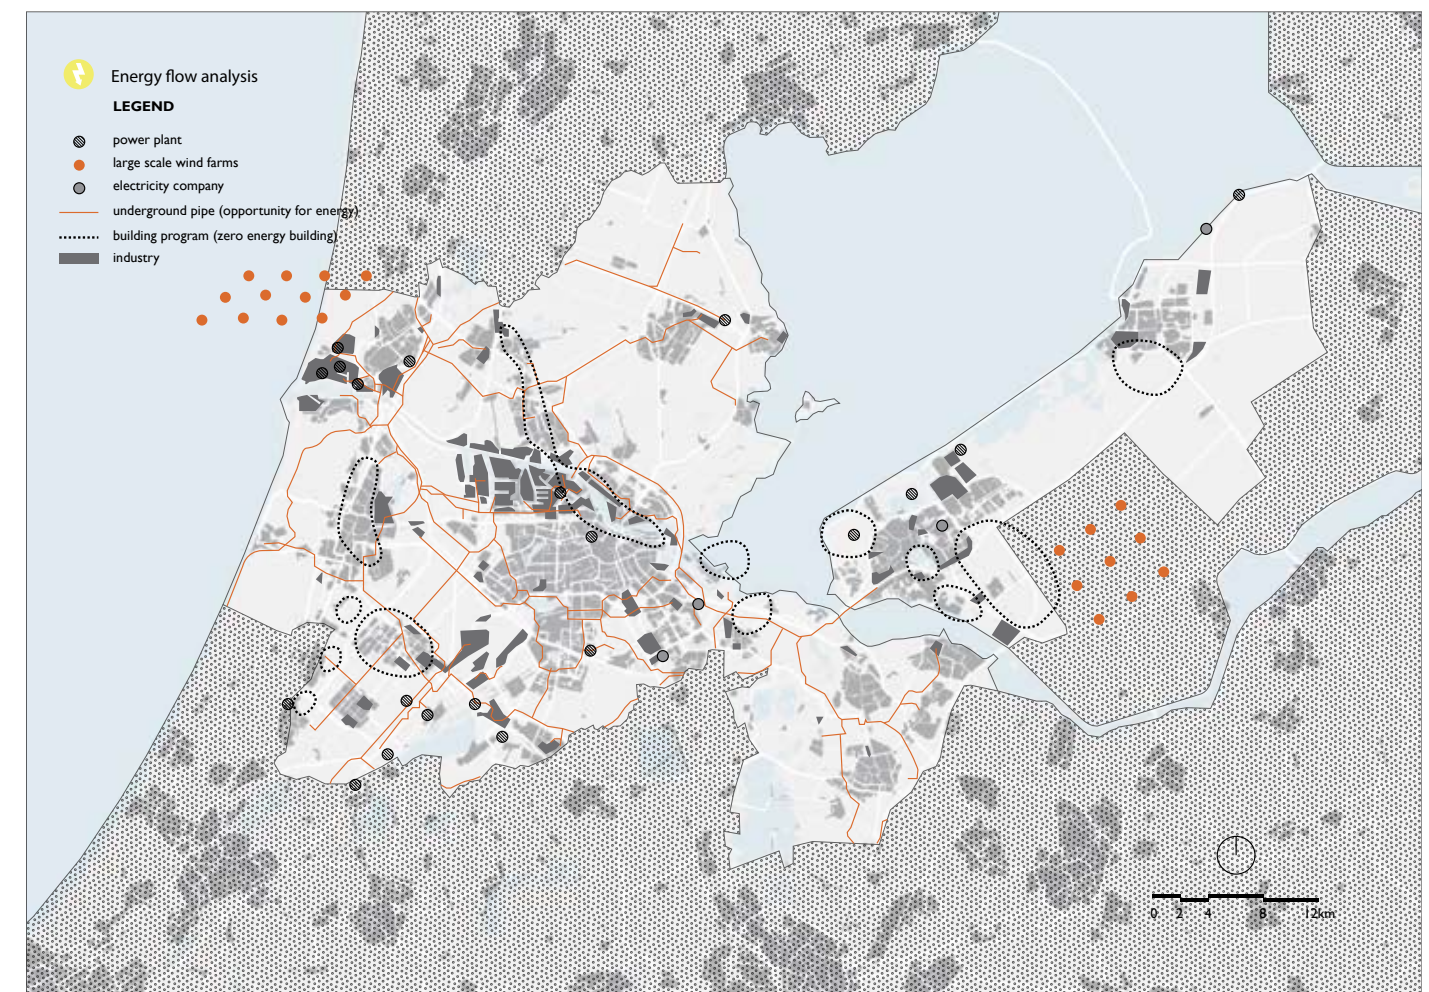 Energy flow analysis
LEGEND
power plant
large scale wind farms
electricity company
underground pipe (opportunity for energy)
building program (zero energy building)
industry
0 2 4 8 12km